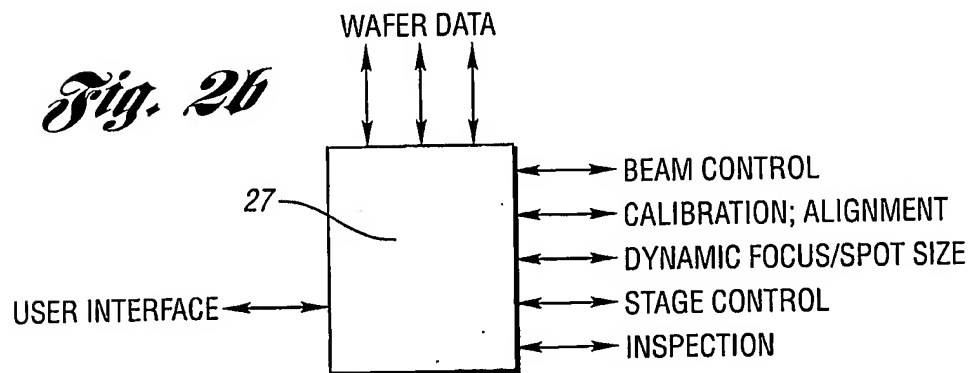 WAFER DATA
Fig. 2b
27
BEAM CONTROL
CALIBRATION; ALIGNMENT
DYNAMIC FOCUS/SPOT SIZE
STAGE CONTROL
INSPECTION
USER INTERFACE